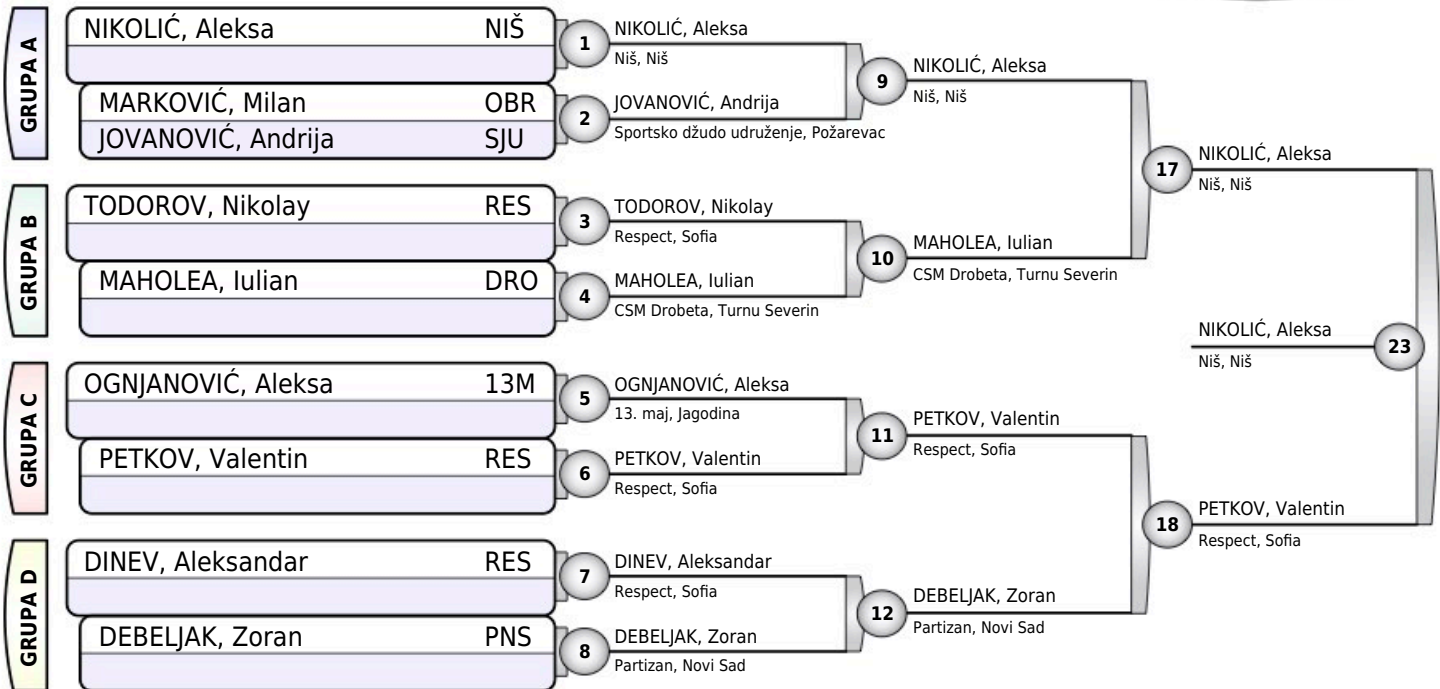 GRUPA A
NIKOLIĆ, Aleksa NIŠ
MARKOVIĆ, Milan OBR
JOVANOVIĆ, Andrija SJU
GRUPA B
TODOROV, Nikolay RES
MAHOLEA, Iulian DRO
GRUPA C
OGNJANOVIĆ, Aleksa 13M
PETKOV, Valentin RES
GRUPA D
DINEV, Aleksandar RES
DEBELJAK, Zoran PNS
1
NIKOLIĆ, Aleksa
Niš, Niš
2
JOVANOVIĆ, Andrija
Sportsko džudo udruženje, Požarevac
3
TODOROV, Nikolay
Respect, Sofia
4
MAHOLEA, Iulian
CSM Drobeta, Turnu Severin
5
OGNJANOVIĆ, Aleksa
13. maj, Jagodina
6
PETKOV, Valentin
Respect, Sofia
7
DINEV, Aleksandar
Respect, Sofia
8
DEBELJAK, Zoran
Partizan, Novi Sad
9
NIKOLIĆ, Aleksa
Niš, Niš
10
MAHOLEA, Iulian
CSM Drobeta, Turnu Severin
11
PETKOV, Valentin
Respect, Sofia
12
DEBELJAK, Zoran
Partizan, Novi Sad
17
NIKOLIĆ, Aleksa
Niš, Niš
18
PETKOV, Valentin
Respect, Sofia
NIKOLIĆ, Aleksa
Niš, Niš
23